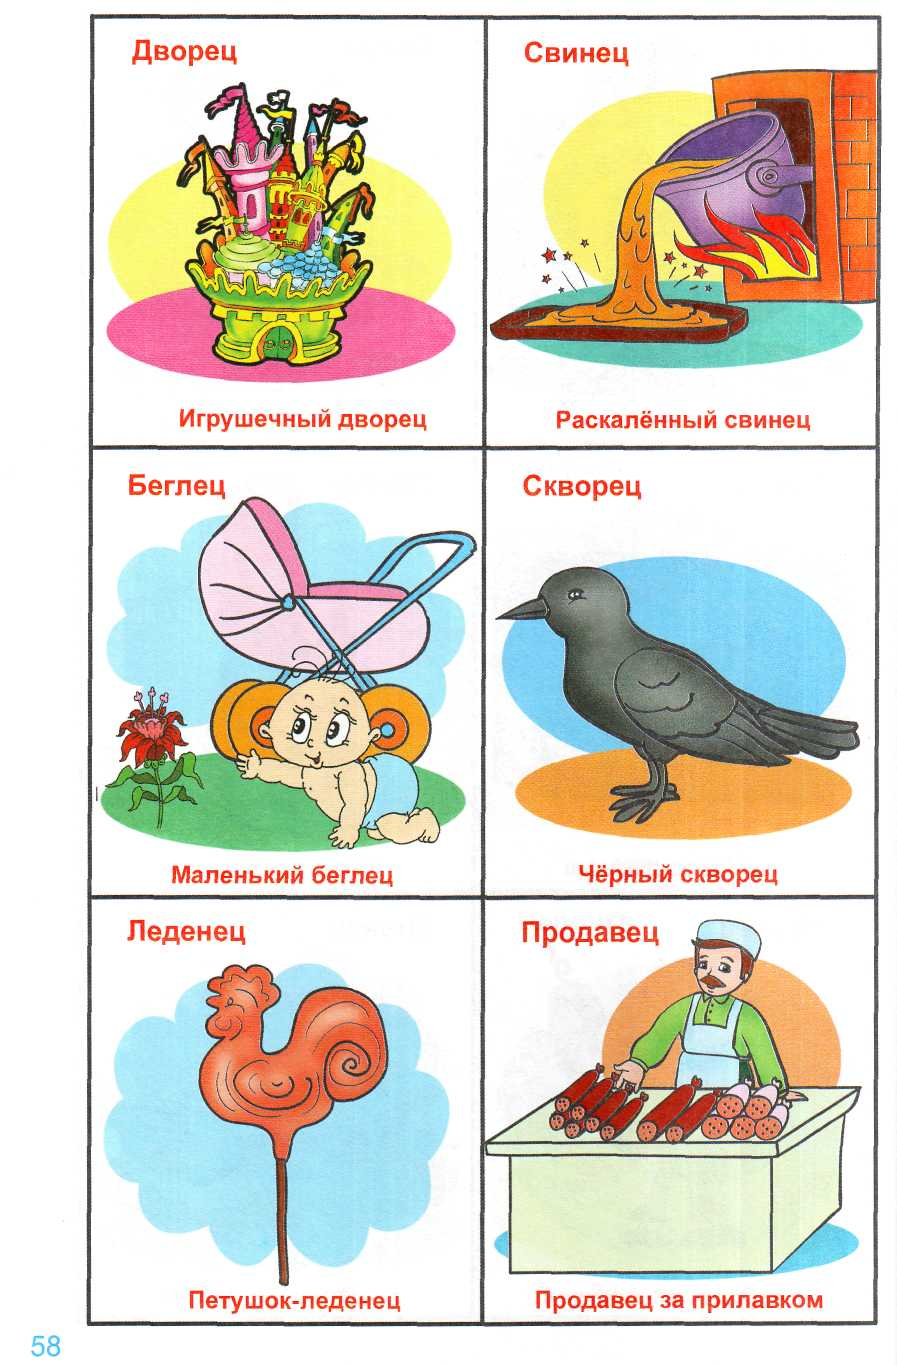 Дворец
Игрушечный дворец
Свинец
Раскалённый свинец
Беглец
Маленький беглец
Скворец
Чёрный скворец
Леденец
Петушок-леденец
Продавец
Продавец за прилавком
58